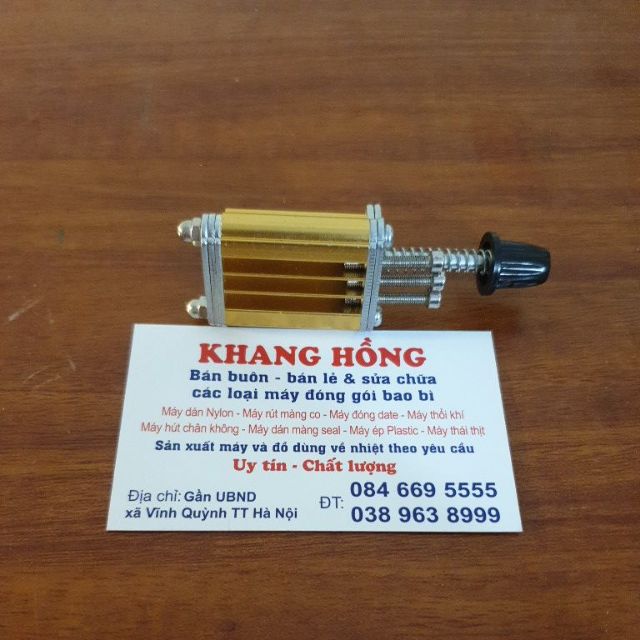 KHANG HỒNG
Bán buôn - bán lẻ & sửa chữa
các loại máy đóng gói bao bì
Máy dán Nylon - Máy rút màng co - Máy đóng date - Máy thổi khí
Máy hút chân không - Máy dán màng seal - Máy ép Plastic - Máy thái thịt
Sản xuất máy và đồ dùng về nhiệt theo yêu cầu
Uy tín - Chất lượng
Địa chỉ: Gần UBND
xã Vĩnh Quỳnh TT Hà Nội
ĐT: 084 669 5555
038 963 8999